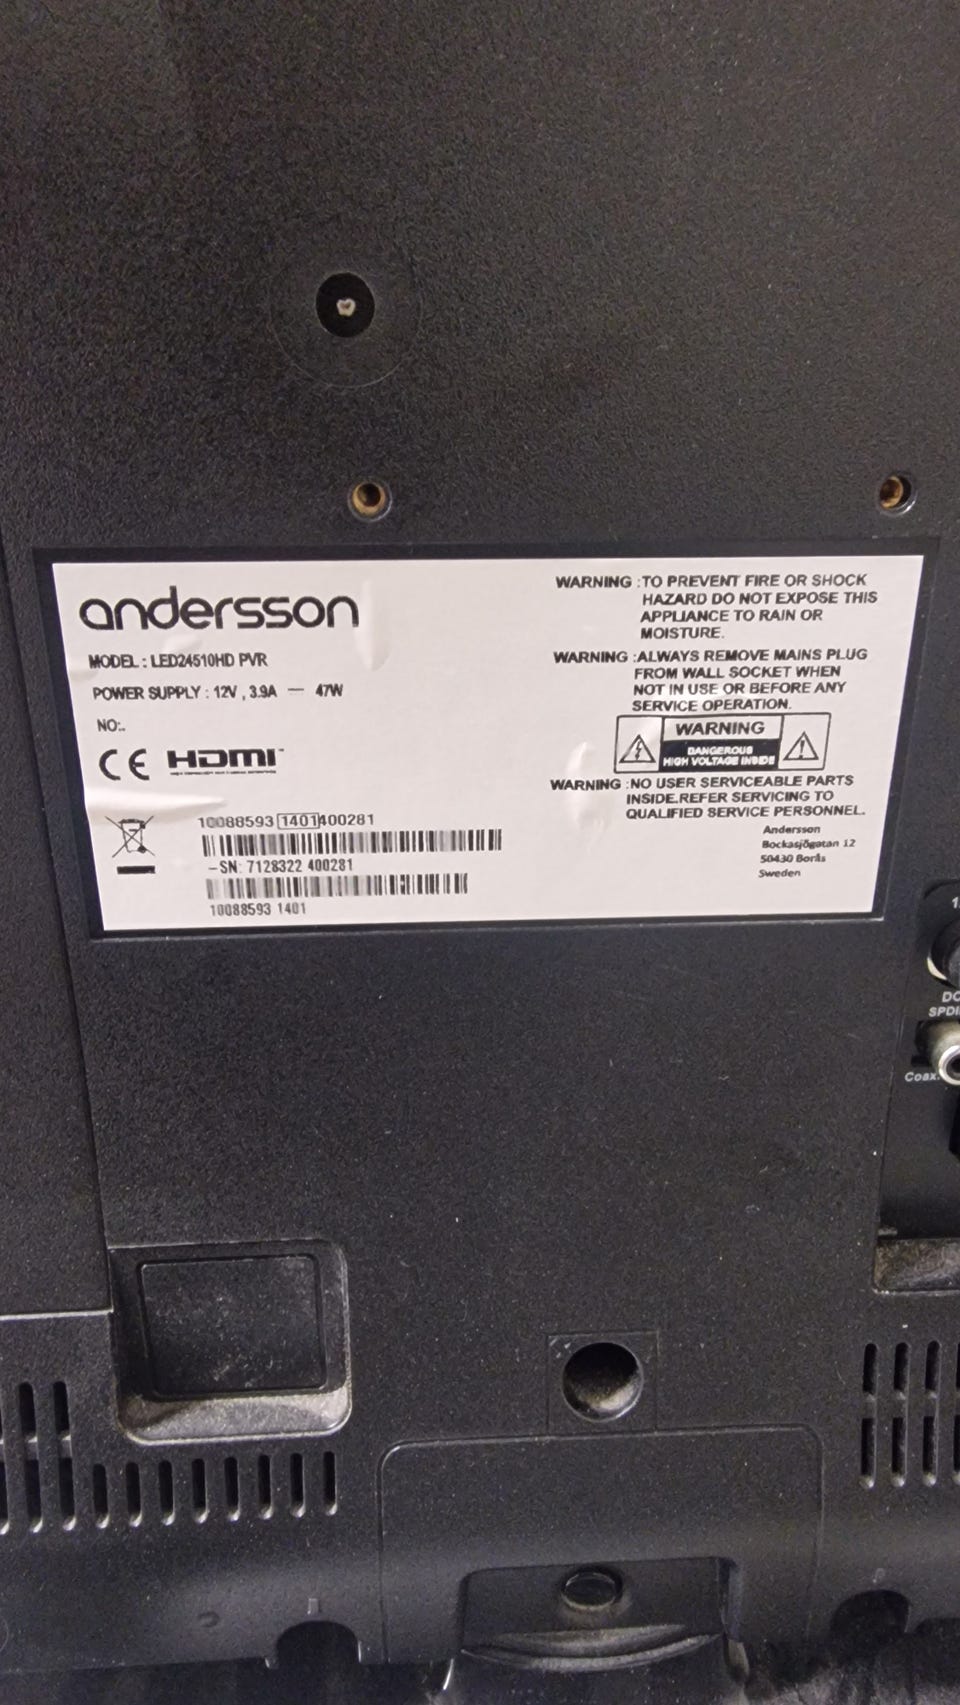 andersson
MODEL : LED24510HD PVR
POWER SUPPLY : 12V , 3.9A — 47W
NO:.
CE HDMI
10088593 1401 400281
-SN: 7128322 400281
10088593 1401
WARNING :TO PREVENT FIRE OR SHOCK
HAZARD DO NOT EXPOSE THIS
APPLIANCE TO RAIN OR
MOISTURE.
WARNING :ALWAYS REMOVE MAINS PLUG
FROM WALL SOCKET WHEN
NOT IN USE OR BEFORE ANY
SERVICE OPERATION.
WARNING
DANGEROUS
HIGH VOLTAGE INSIDE
WARNING :NO USER SERVICEABLE PARTS
INSIDE.REFER SERVICING TO
QUALIFIED SERVICE PERSONNEL.
Andersson
Bockasjögatan 12
50430 Borås
Sweden
Coax.